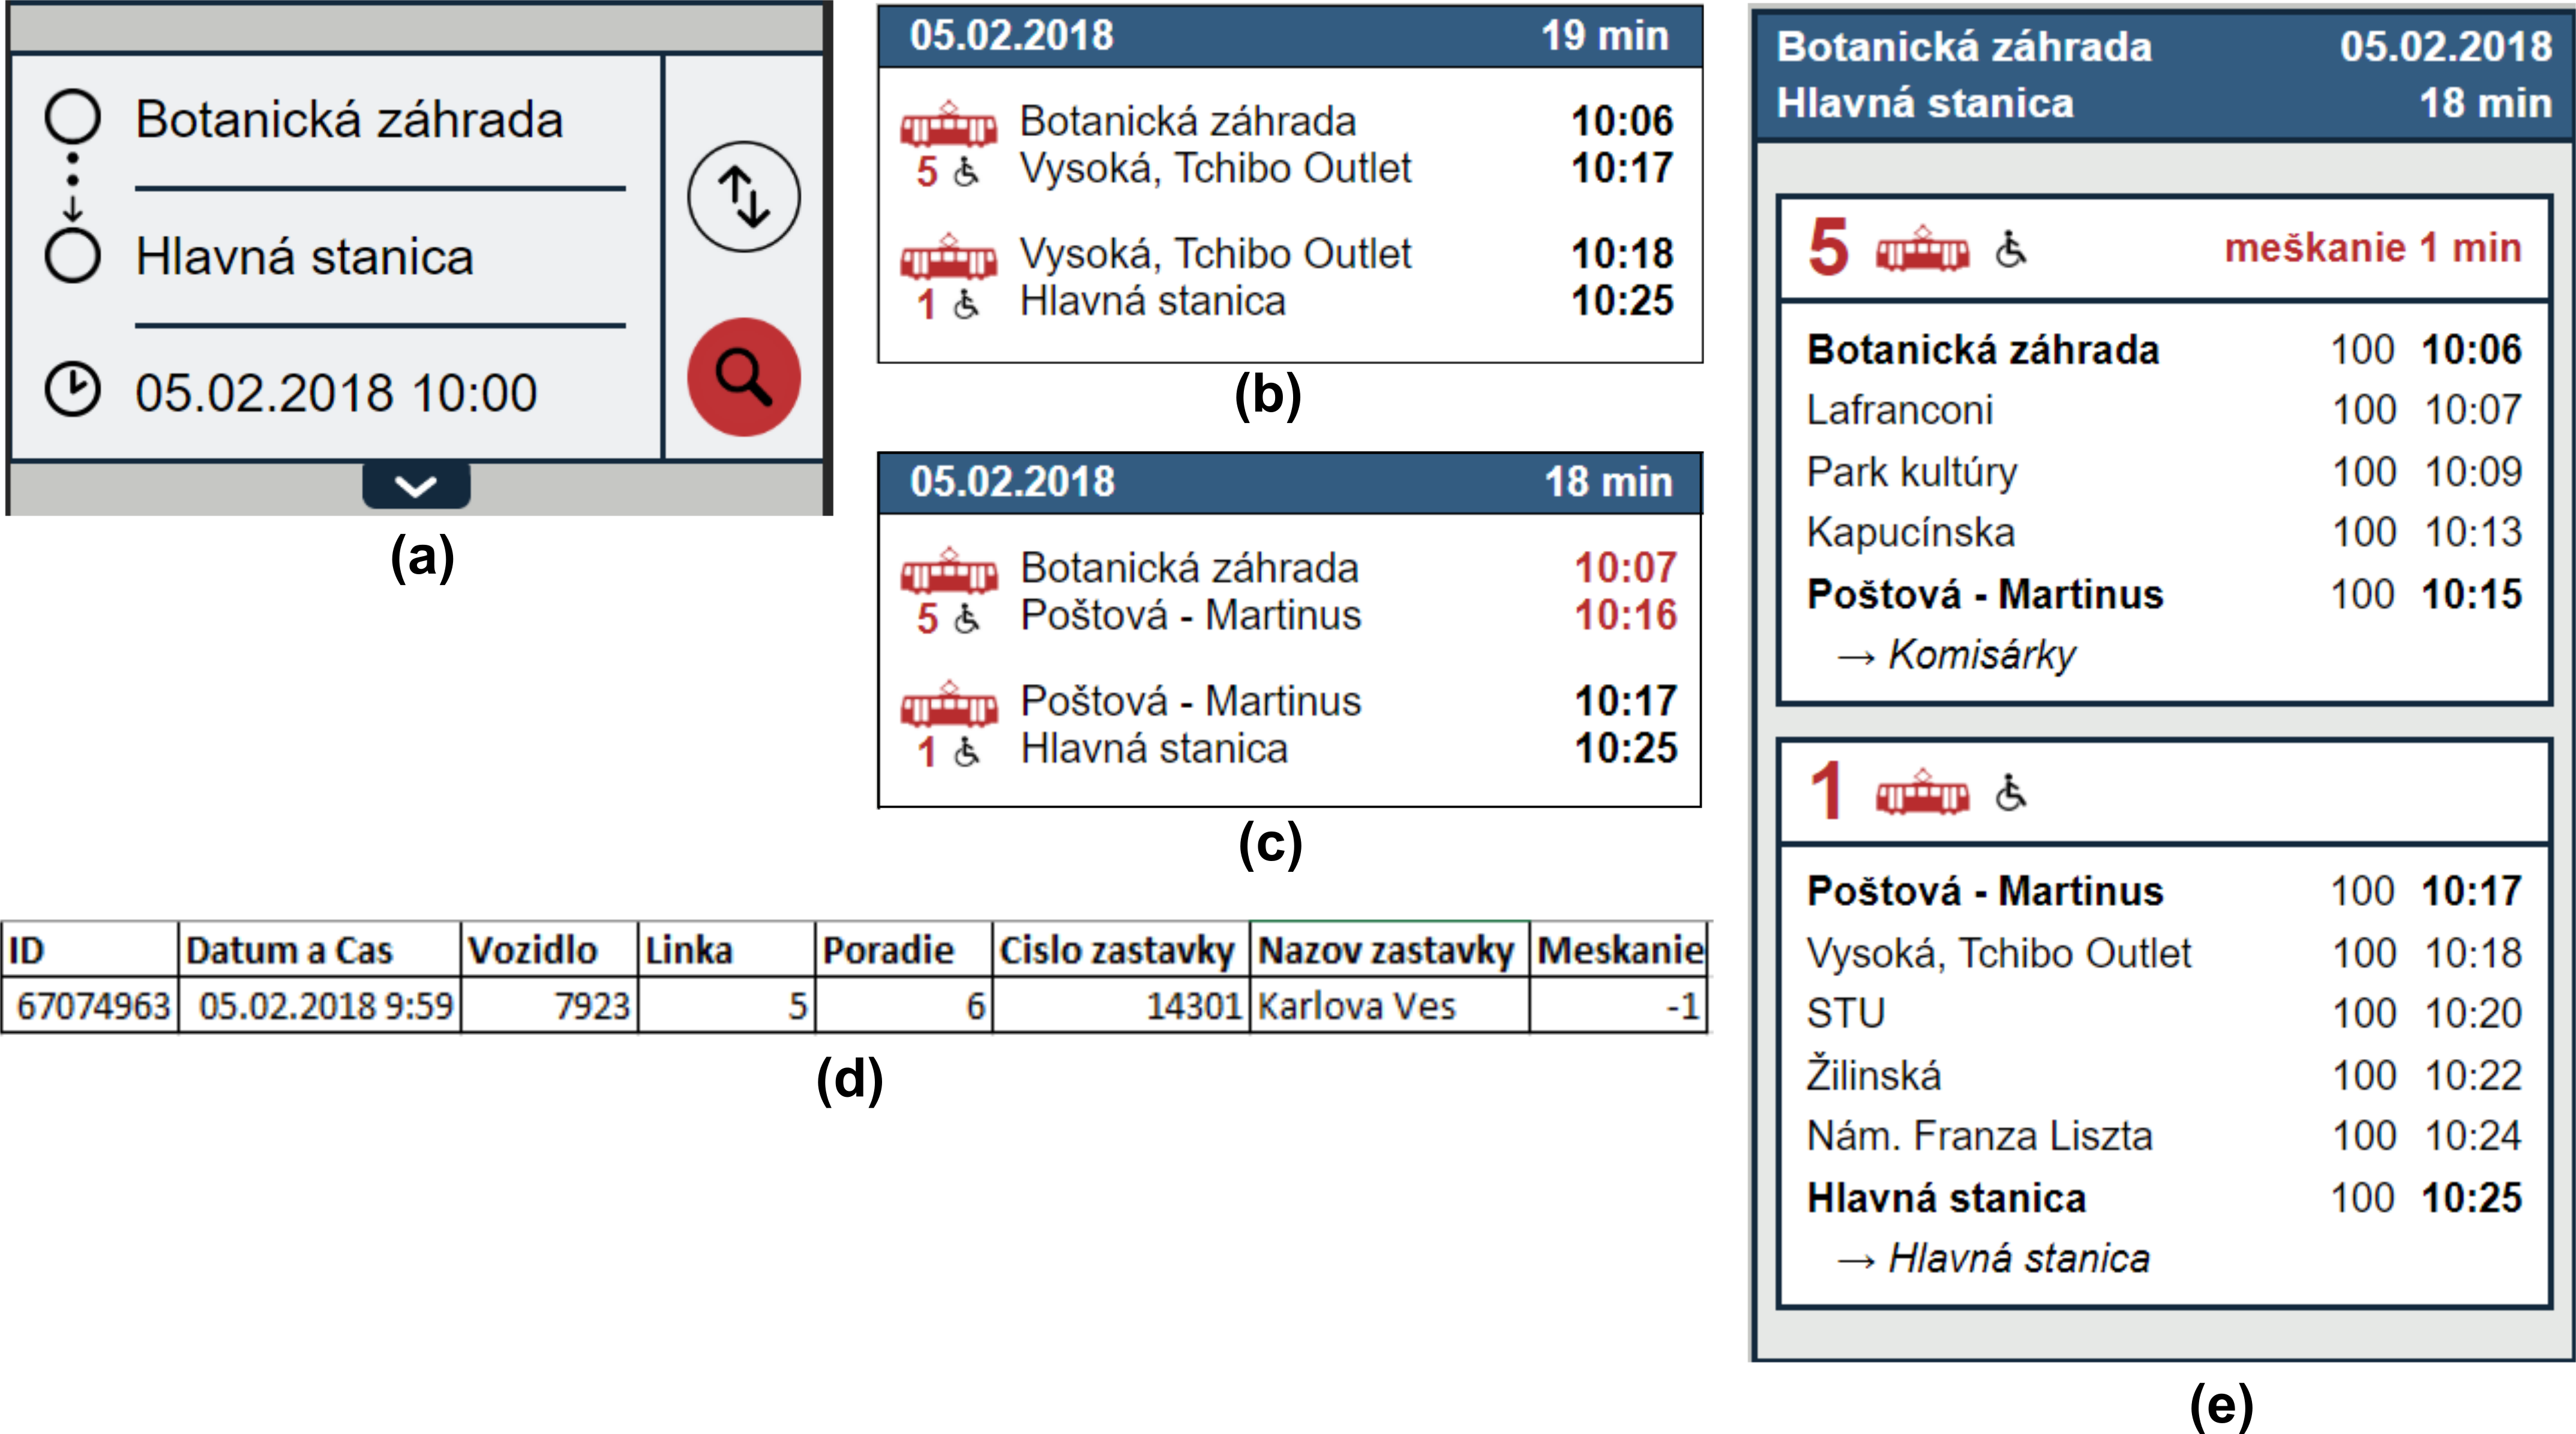 Botanická záhrada
Hlavná stanica
05.02.2018 10:00
(a)
05.02.2018 19 min
Botanická záhrada 10:06
5 Vysoká, Tchibo Outlet 10:17
Vysoká, Tchibo Outlet 10:18
1 Hlavná stanica 10:25
(b)
05.02.2018 18 min
Botanická záhrada 10:07
5 Poštová - Martinus 10:16
Poštová - Martinus 10:17
1 Hlavná stanica 10:25
(c)
ID Datum a Cas Vozidlo Linka Poradie Cislo zastavky Nazov zastavky Meskanie
67074963 05.02.2018 9:59 7923 5 6 14301 Karlova Ves -1
(d)
Botanická záhrada 05.02.2018
Hlavná stanica 18 min
5 meškanie 1 min
Botanická záhrada 100 10:06
Lafranconi 100 10:07
Park kultúry 100 10:09
Kapucínska 100 10:13
Poštová - Martinus 100 10:15
→ Komisárky
1
Poštová - Martinus 100 10:17
Vysoká, Tchibo Outlet 100 10:18
STU 100 10:20
Žilinská 100 10:22
Nám. Franza Liszta 100 10:24
Hlavná stanica 100 10:25
→ Hlavná stanica
(e)